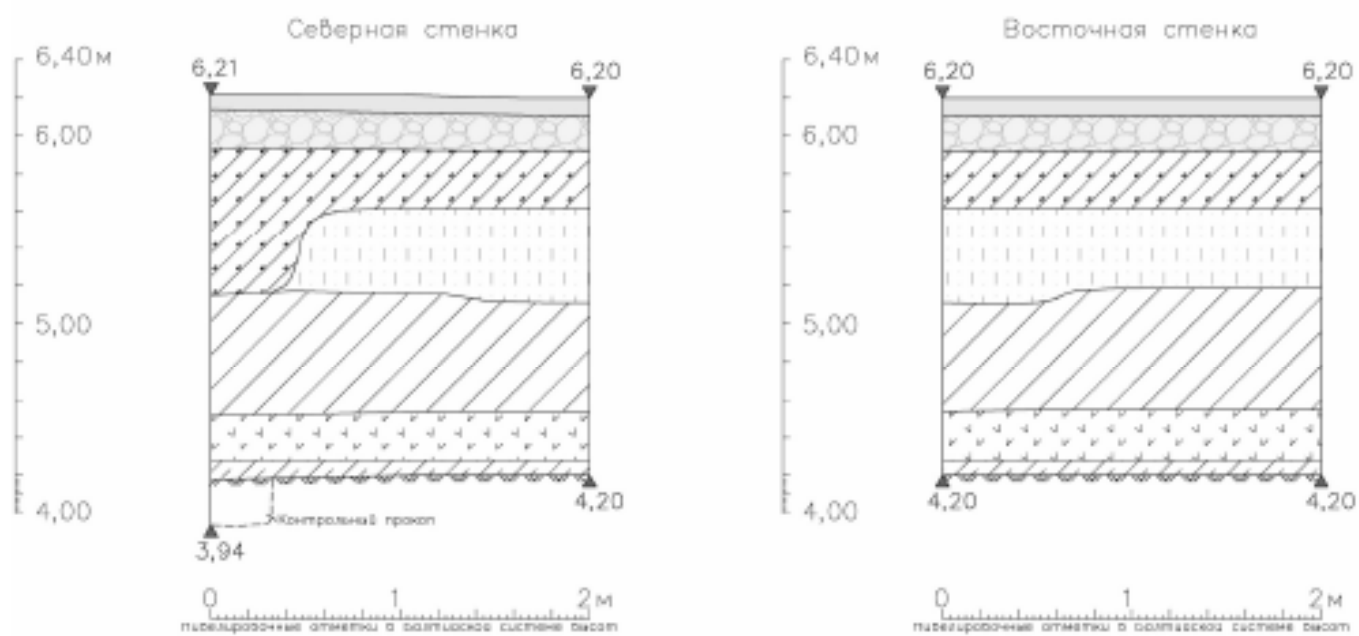 Северная стенка
6,40м
6,21
6,20
6,00
5,00
4,00
4,20
Контрольный прокоп
3,94
0 1 2м
Нивелировочные отметки в Балтийской системе высот
Восточная стенка
6,40м
6,20
6,20
6,00
5,00
4,00
4,20
4,20
0 1 2м
Нивелировочные отметки в Балтийской системе высот